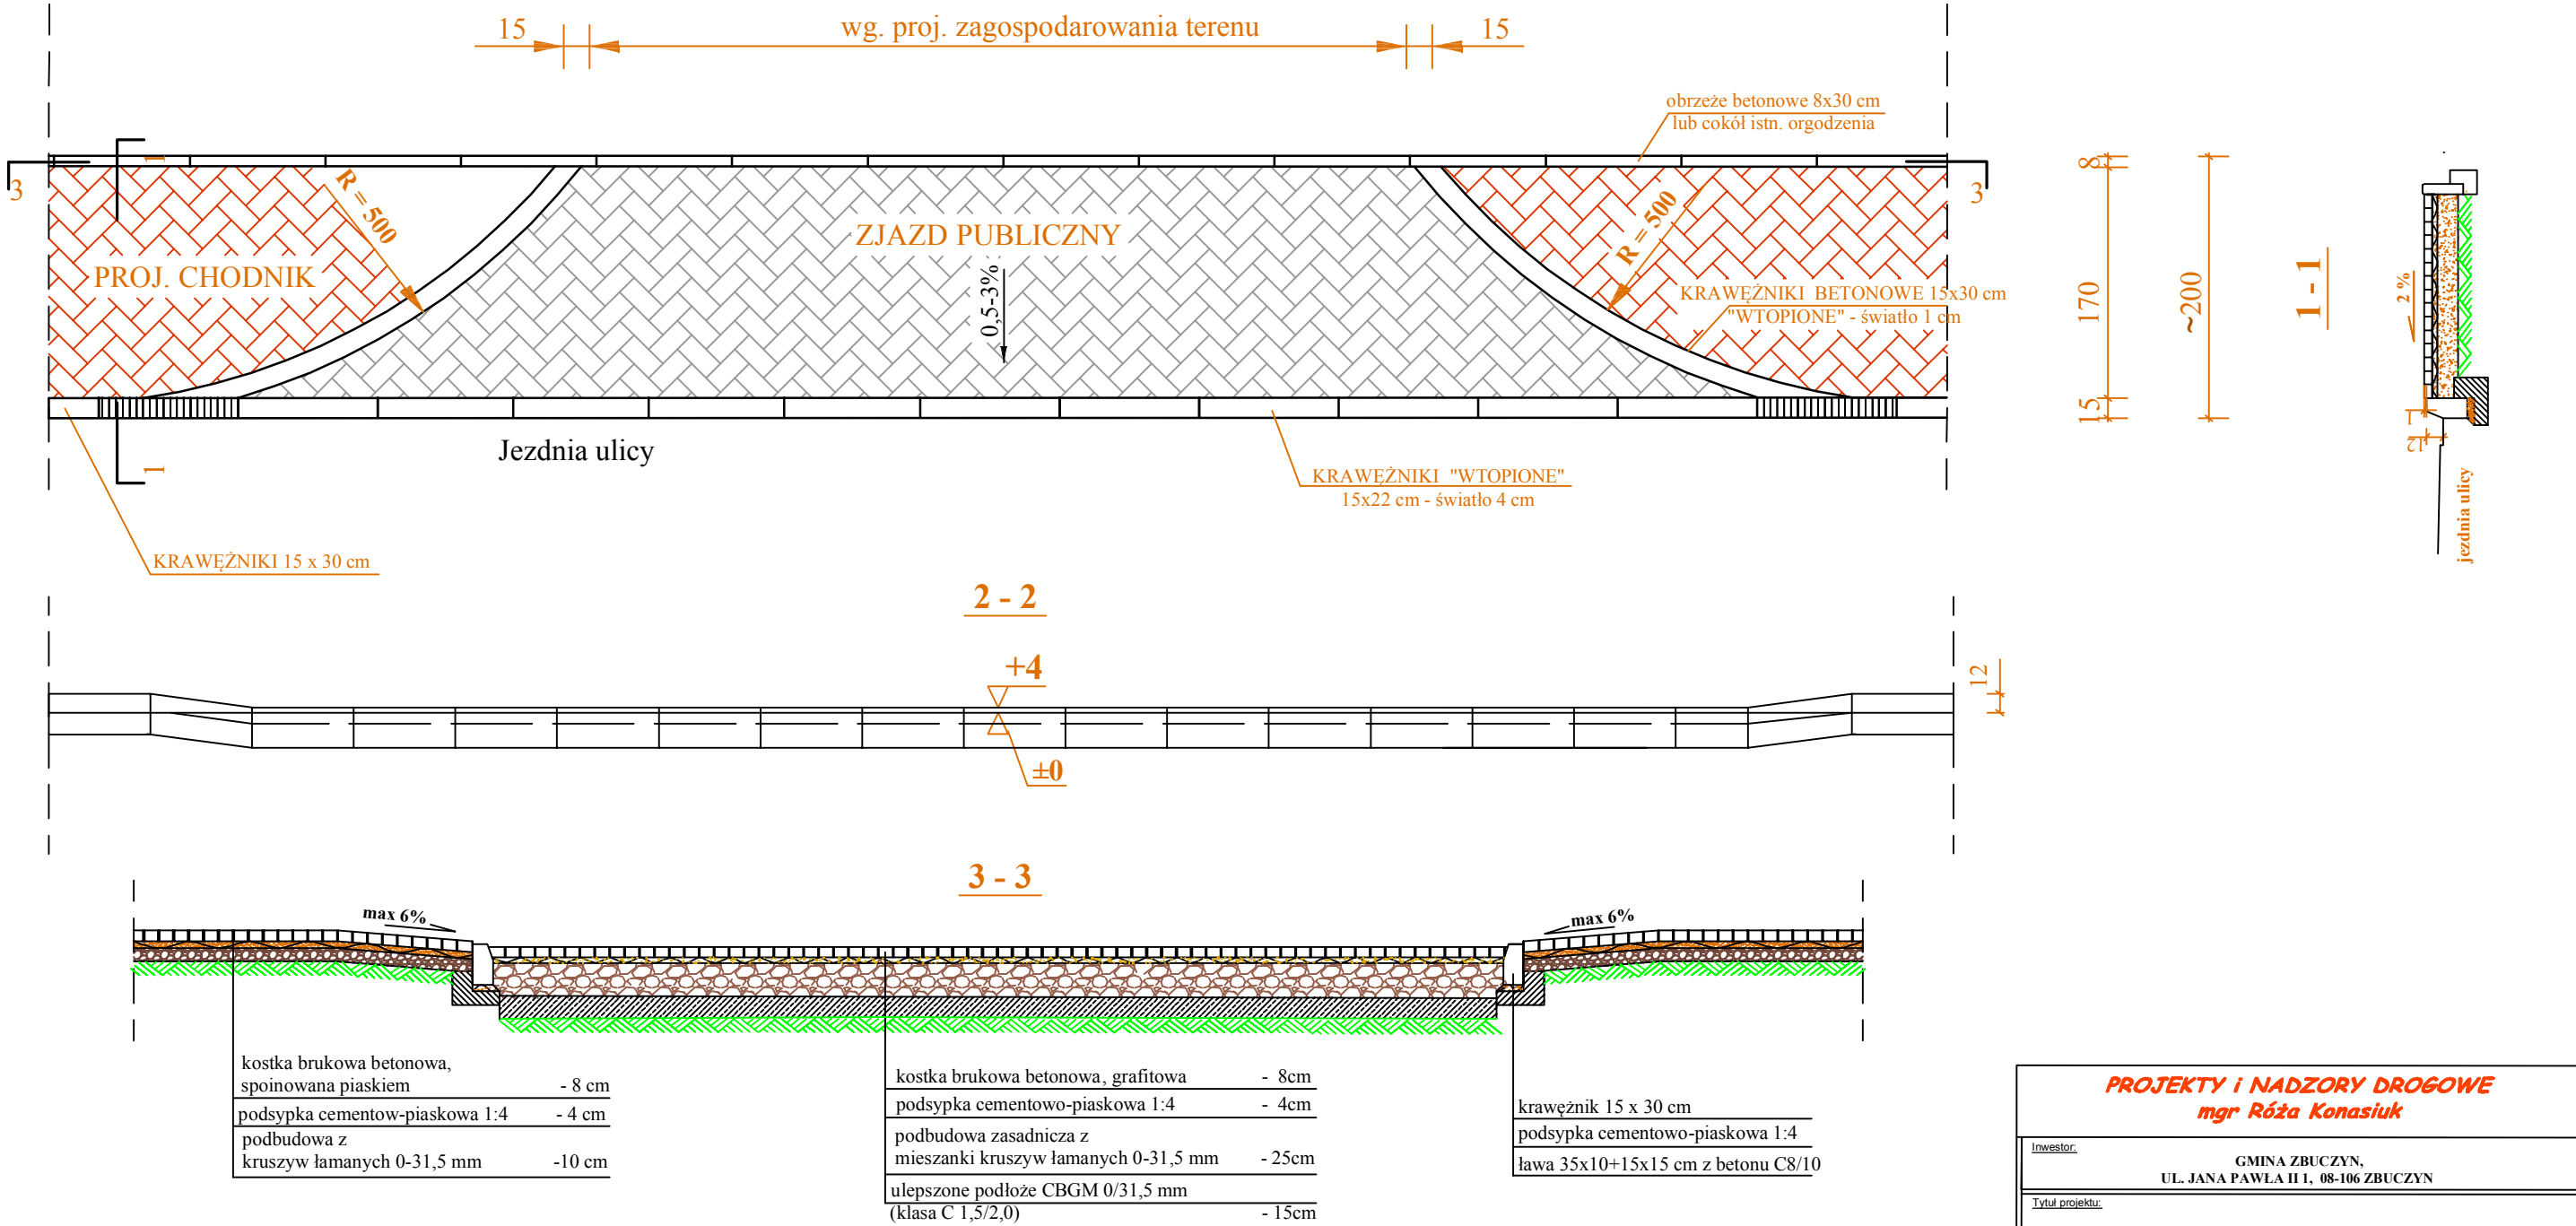 15
wg. proj. zagospodarowania terenu
15
obrzeże betonowe 8x30 cm
lub cokół istn. orgodzenia
1
3
3
R = 500
R = 500
ZJAZD PUBLICZNY
PROJ. CHODNIK
0,5-3%
KRAWĘŻNIKI BETONOWE 15x30 cm
"WTOPIONE" - światło 1 cm
Jezdnia ulicy
1
KRAWĘŻNIKI "WTOPIONE"
15x22 cm - światło 4 cm
KRAWĘŻNIKI 15 x 30 cm
8
170
15
~200
1 - 1
2 %
1
12
jezdnia ulicy
2 - 2
+4
±0
12
3 - 3
max 6%
max 6%
kostka brukowa betonowa,
spoinowana piaskiem - 8 cm
podsypka cementow-piaskowa 1:4 - 4 cm
podbudowa z
kruszyw łamanych 0-31,5 mm -10 cm
kostka brukowa betonowa, grafitowa - 8cm
podsypka cementowo-piaskowa 1:4 - 4cm
podbudowa zasadnicza z
mieszanki kruszyw łamanych 0-31,5 mm - 25cm
ulepszone podłoże CBGM 0/31,5 mm
(klasa C 1,5/2,0) - 15cm
krawężnik 15 x 30 cm
podsypka cementowo-piaskowa 1:4
ława 35x10+15x15 cm z betonu C8/10
PROJEKTY i NADZORY DROGOWE
mgr Róża Konasiuk
Inwestor:
GMINA ZBUCZYN,
UL. JANA PAWŁA II 1, 08-106 ZBUCZYN
Tytuł projektu: